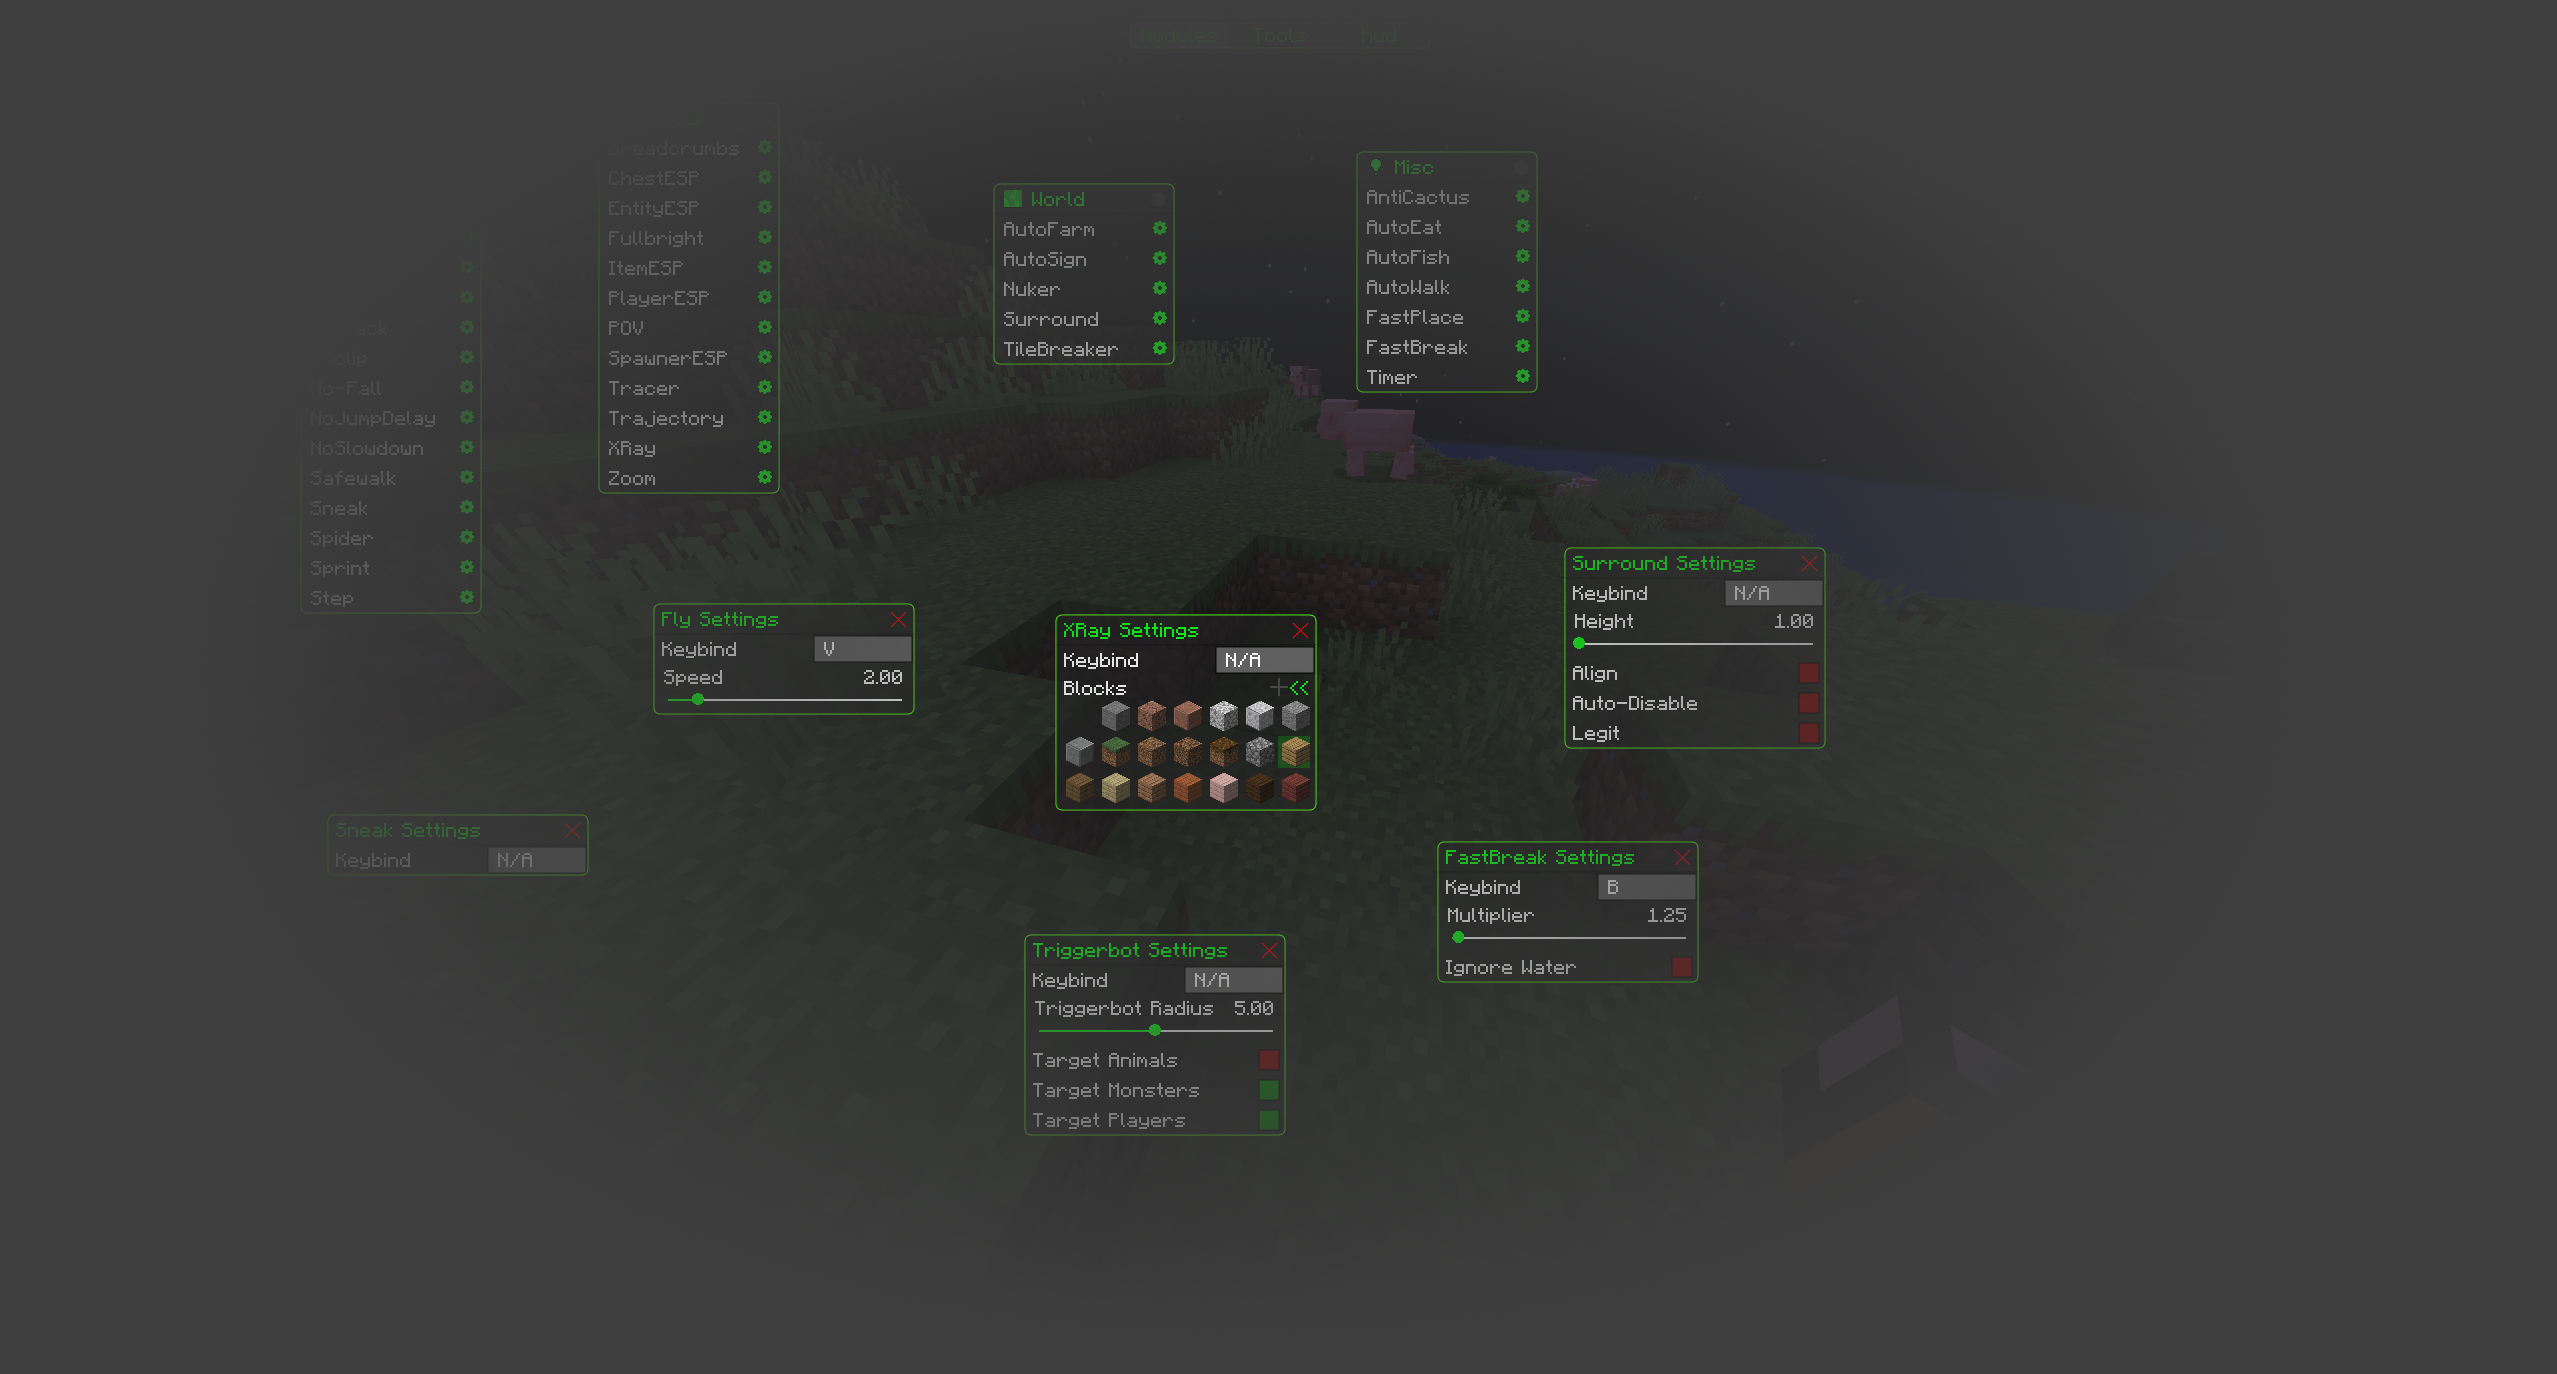 Modules Tools Hud
Breadcrumbs
ChestESP
EntityESP
Fullbright
ItemESP
PlayerESP
POV
SpawnerESP
Tracer
Trajectory
XRay
Zoom
World
AutoFarm
AutoSign
Nuker
Surround
TileBreaker
Misc
AntiCactus
AutoEat
AutoFish
AutoWalk
FastPlace
FastBreak
Timer
No-Fall
NoJumpDelay
NoSlowdown
Safewalk
Sneak
Spider
Sprint
Step
Fly Settings
Keybind V
Speed 2.00
XRay Settings
Keybind N/A
Blocks +<<
Surround Settings
Keybind N/A
Height 1.00
Align
Auto-Disable
Legit
Sneak Settings
Keybind N/A
FastBreak Settings
Keybind B
Multiplier 1.25
Ignore Water
Triggerbot Settings
Keybind N/A
Triggerbot Radius 5.00
Target Animals
Target Monsters
Target Players